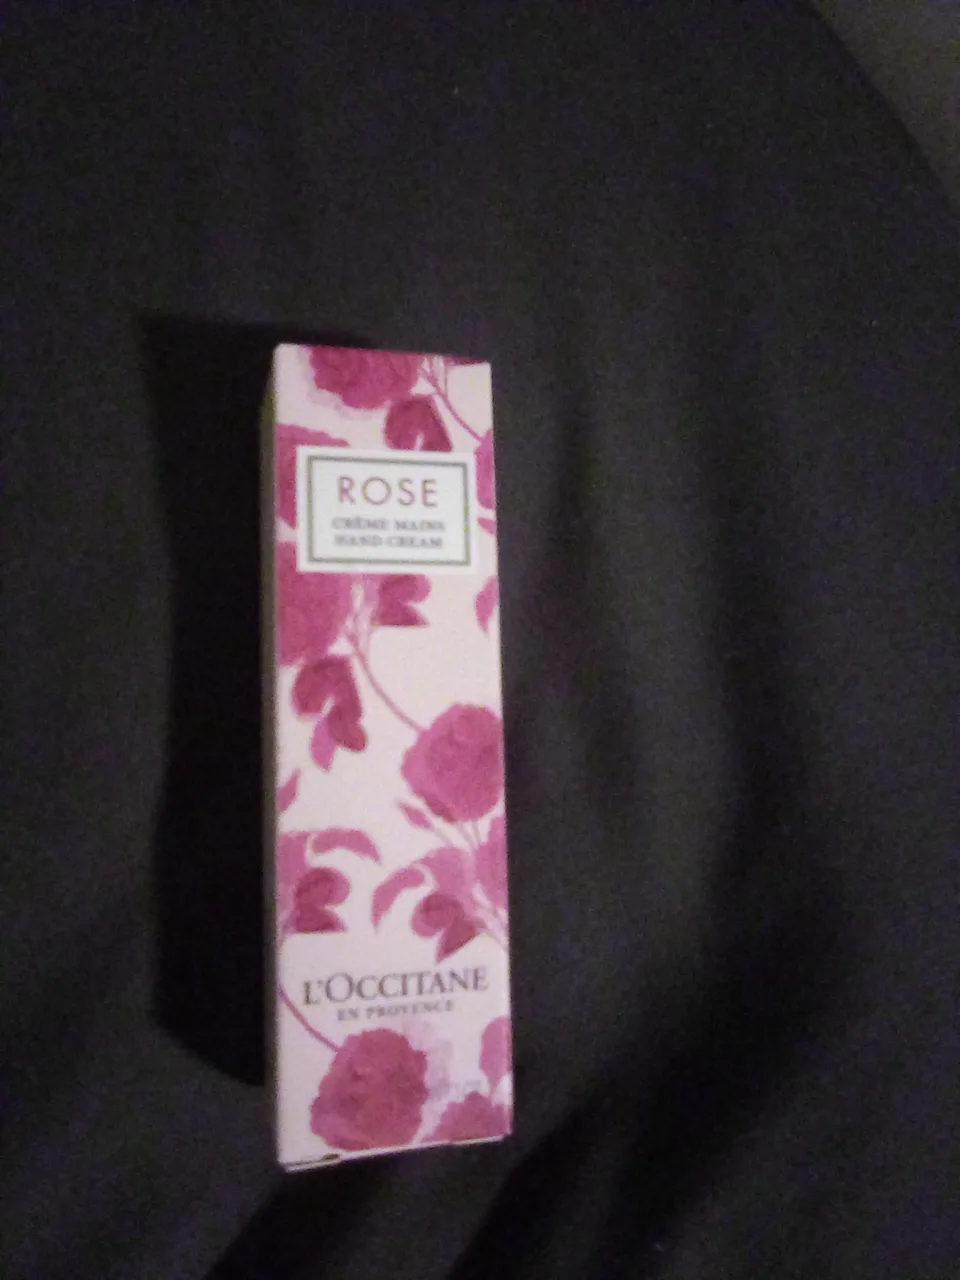 ROSE
CRÈME MAINS
HAND CREAM
L'OCCITANE
EN PROVENCE